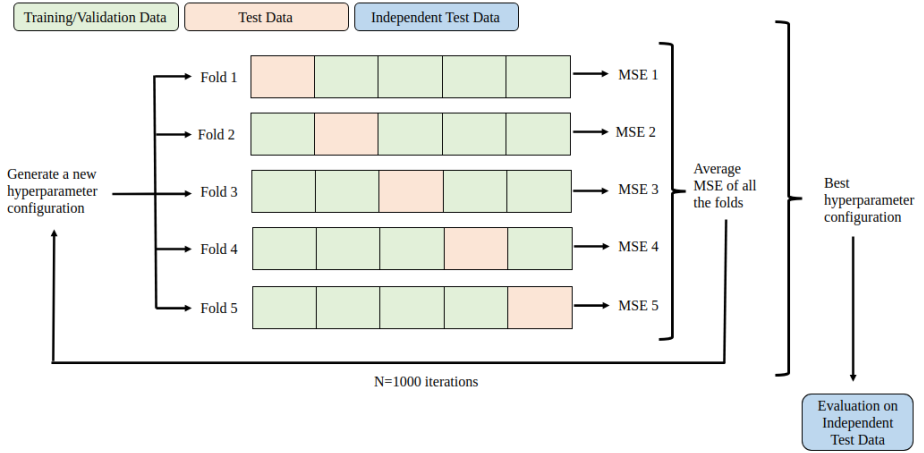 Training/Validation Data
Test Data
Independent Test Data
Fold 1
MSE 1
Fold 2
MSE 2
Generate a new
hyperparameter
configuration
Fold 3
MSE 3
Average
MSE of all
the folds
Best
hyperparameter
configuration
Fold 4
MSE 4
Fold 5
MSE 5
N=1000 iterations
Evaluation on
Independent
Test Data